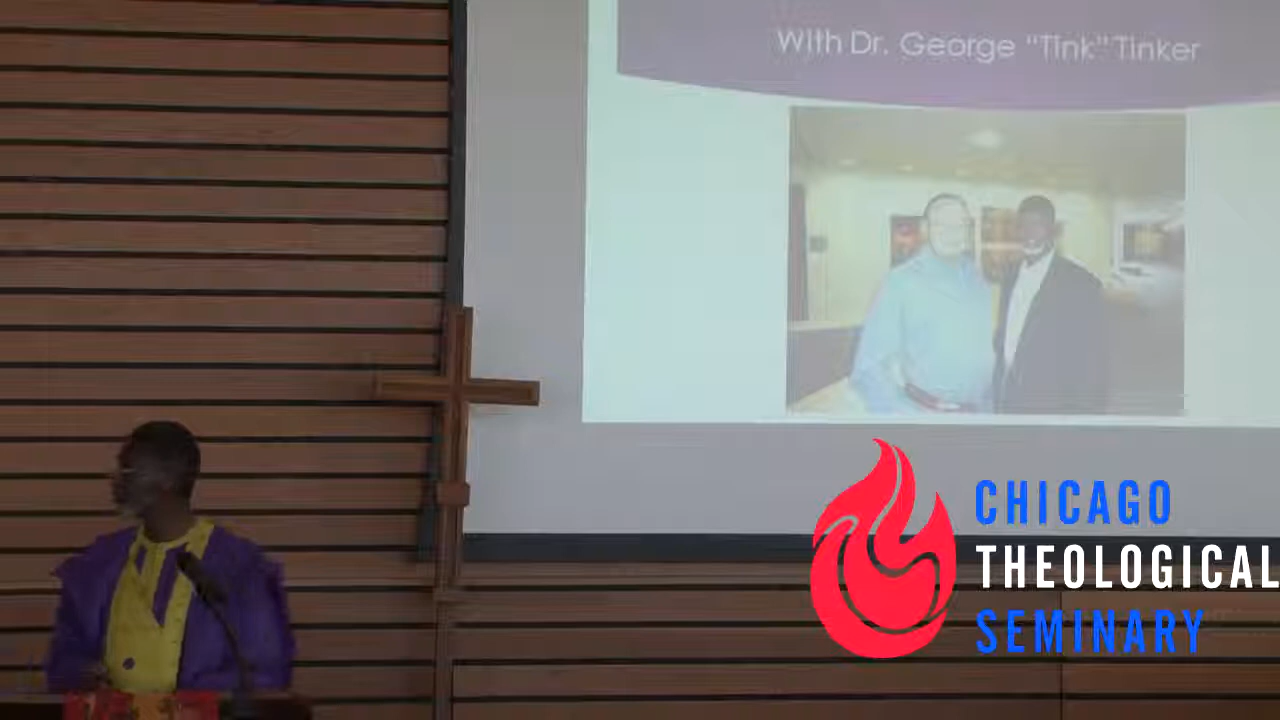 With Dr. George “Tink” Tinker
CHICAGO
THEOLOGICAL
SEMINARY